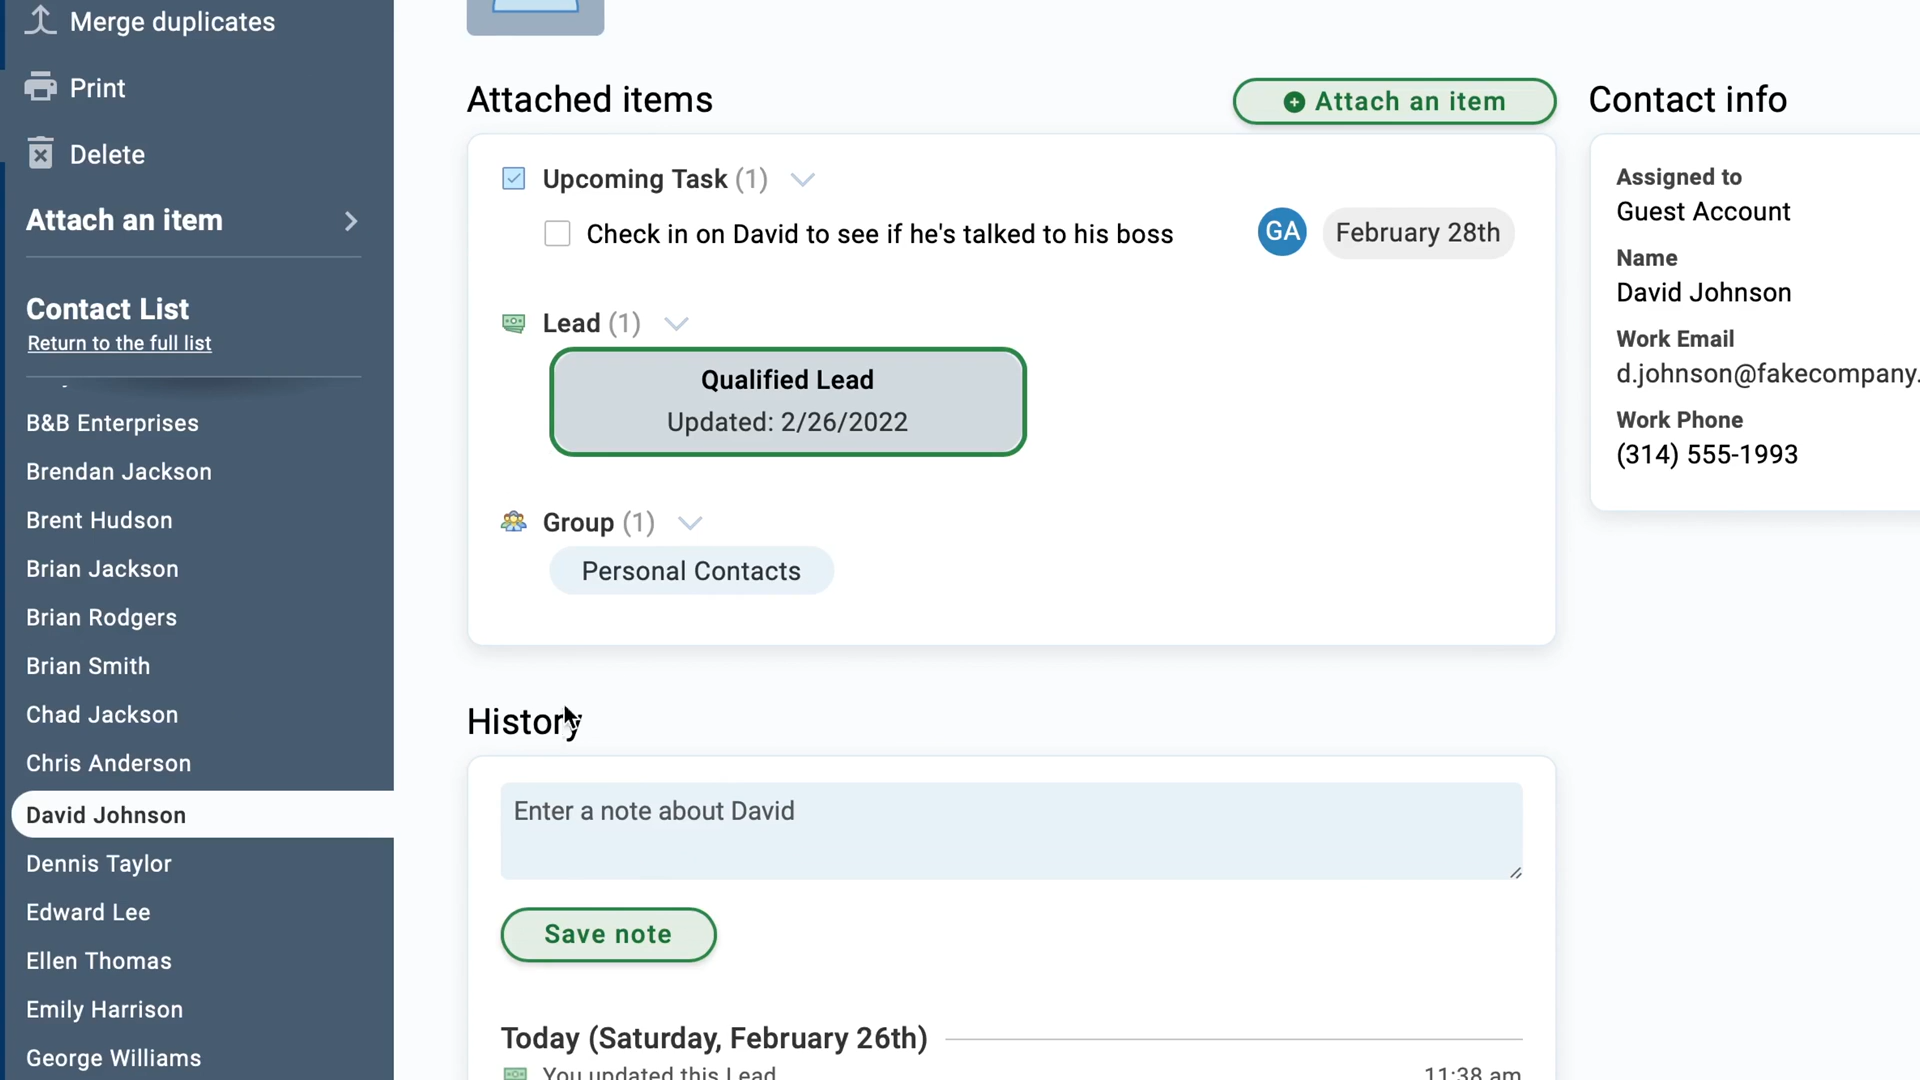 Merge duplicates
Print
Delete
Attach an item
Contact List
Return to the full list
B&B Enterprises
Brendan Jackson
Brent Hudson
Brian Jackson
Brian Rodgers
Brian Smith
Chad Jackson
Chris Anderson
David Johnson
Dennis Taylor
Edward Lee
Ellen Thomas
Emily Harrison
George Williams
Attached items
Attach an item
Upcoming Task (1)
Check in on David to see if he's talked to his boss
GA
February 28th
Lead (1)
Qualified Lead
Updated: 2/26/2022
Group (1)
Personal Contacts
History
Enter a note about David
Save note
Today (Saturday, February 26th)
You updated this Lead
11:38 am
Contact info
Assigned to
Guest Account
Name
David Johnson
Work Email
d.johnson@fakecompany.
Work Phone
(314) 555-1993